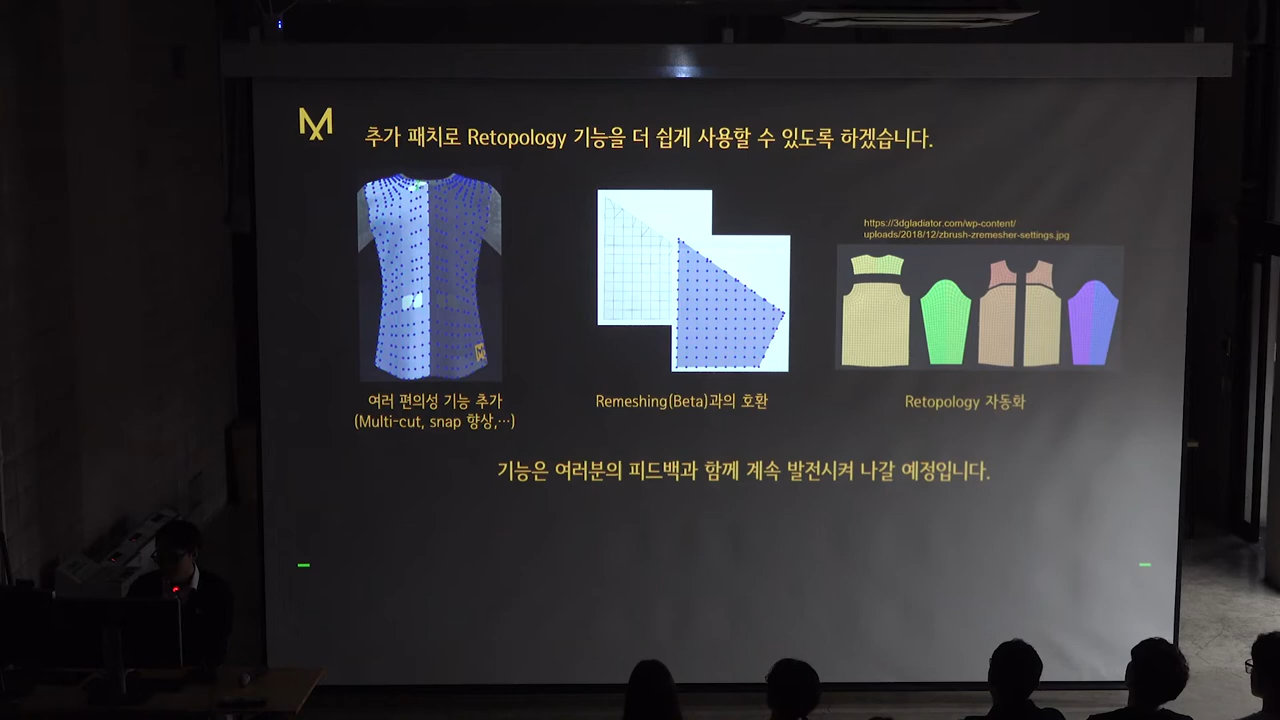 추가 패치로 Retopology 기능을 더 쉽게 사용할 수 있도록 하겠습니다.
https://3dgladiator.com/wp-content/
uploads/2018/12/zbrush-zremesher-settings.jpg
여러 편의성 기능 추가
(Multi-cut, snap 향상,...)
Remeshing(Beta)과의 호환
Retopology 자동화
기능은 여러분의 피드백과 함께 계속 발전시켜 나갈 예정입니다.